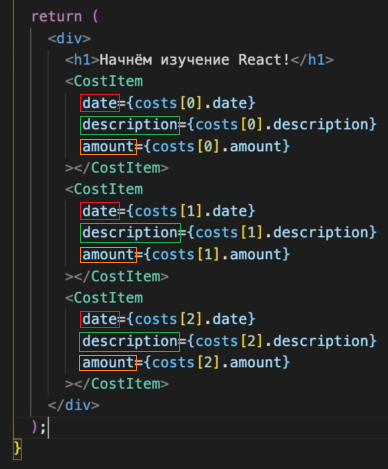 return (
<div>
<h1>Начнём изучение React!</h1>
<CostItem
date={costs[0].date}
description={costs[0].description}
amount={costs[0].amount}
></CostItem>
<CostItem
date={costs[1].date}
description={costs[1].description}
amount={costs[1].amount}
></CostItem>
<CostItem
date={costs[2].date}
description={costs[2].description}
amount={costs[2].amount}
></CostItem>
</div>
);
}